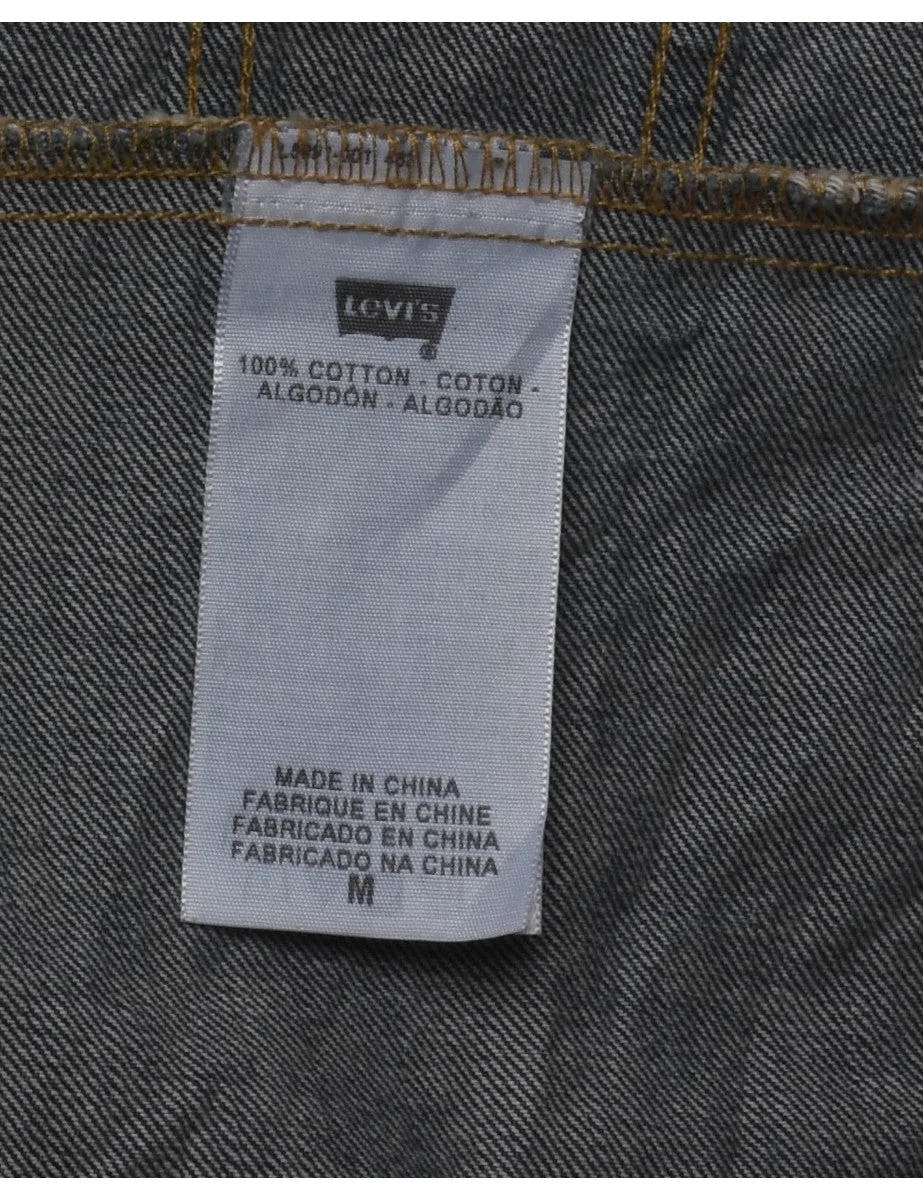 LEVI'S
®
100% COTTON - COTON -
ALGODÓN - ALGODÃO
MADE IN CHINA
FABRIQUE EN CHINE
FABRICADO EN CHINA
FABRICADO NA CHINA
M